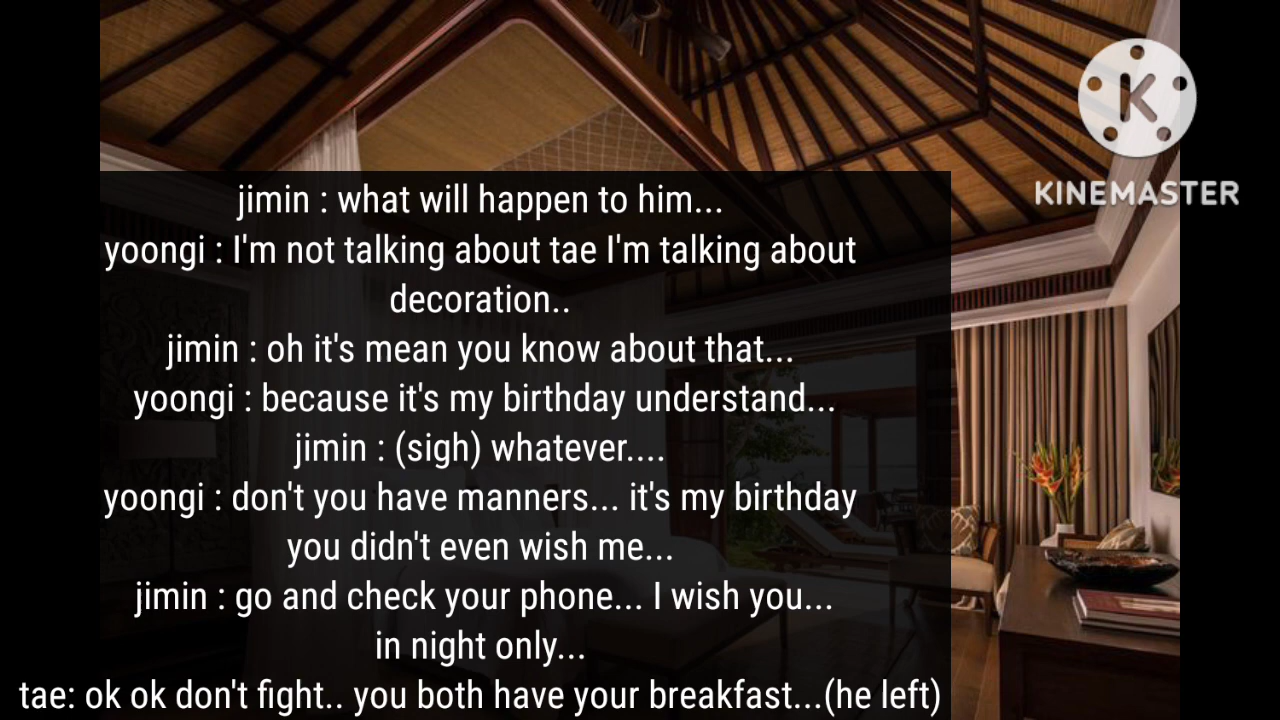 jimin : what will happen to him...
yoongi : I'm not talking about tae I'm talking about
decoration..
jimin : oh it's mean you know about that...
yoongi : because it's my birthday understand...
jimin : (sigh) whatever....
yoongi : don't you have manners... it's my birthday
you didn't even wish me...
jimin : go and check your phone... I wish you...
in night only...
tae: ok ok don't fight.. you both have your breakfast...(he left)
K
KINEMASTER